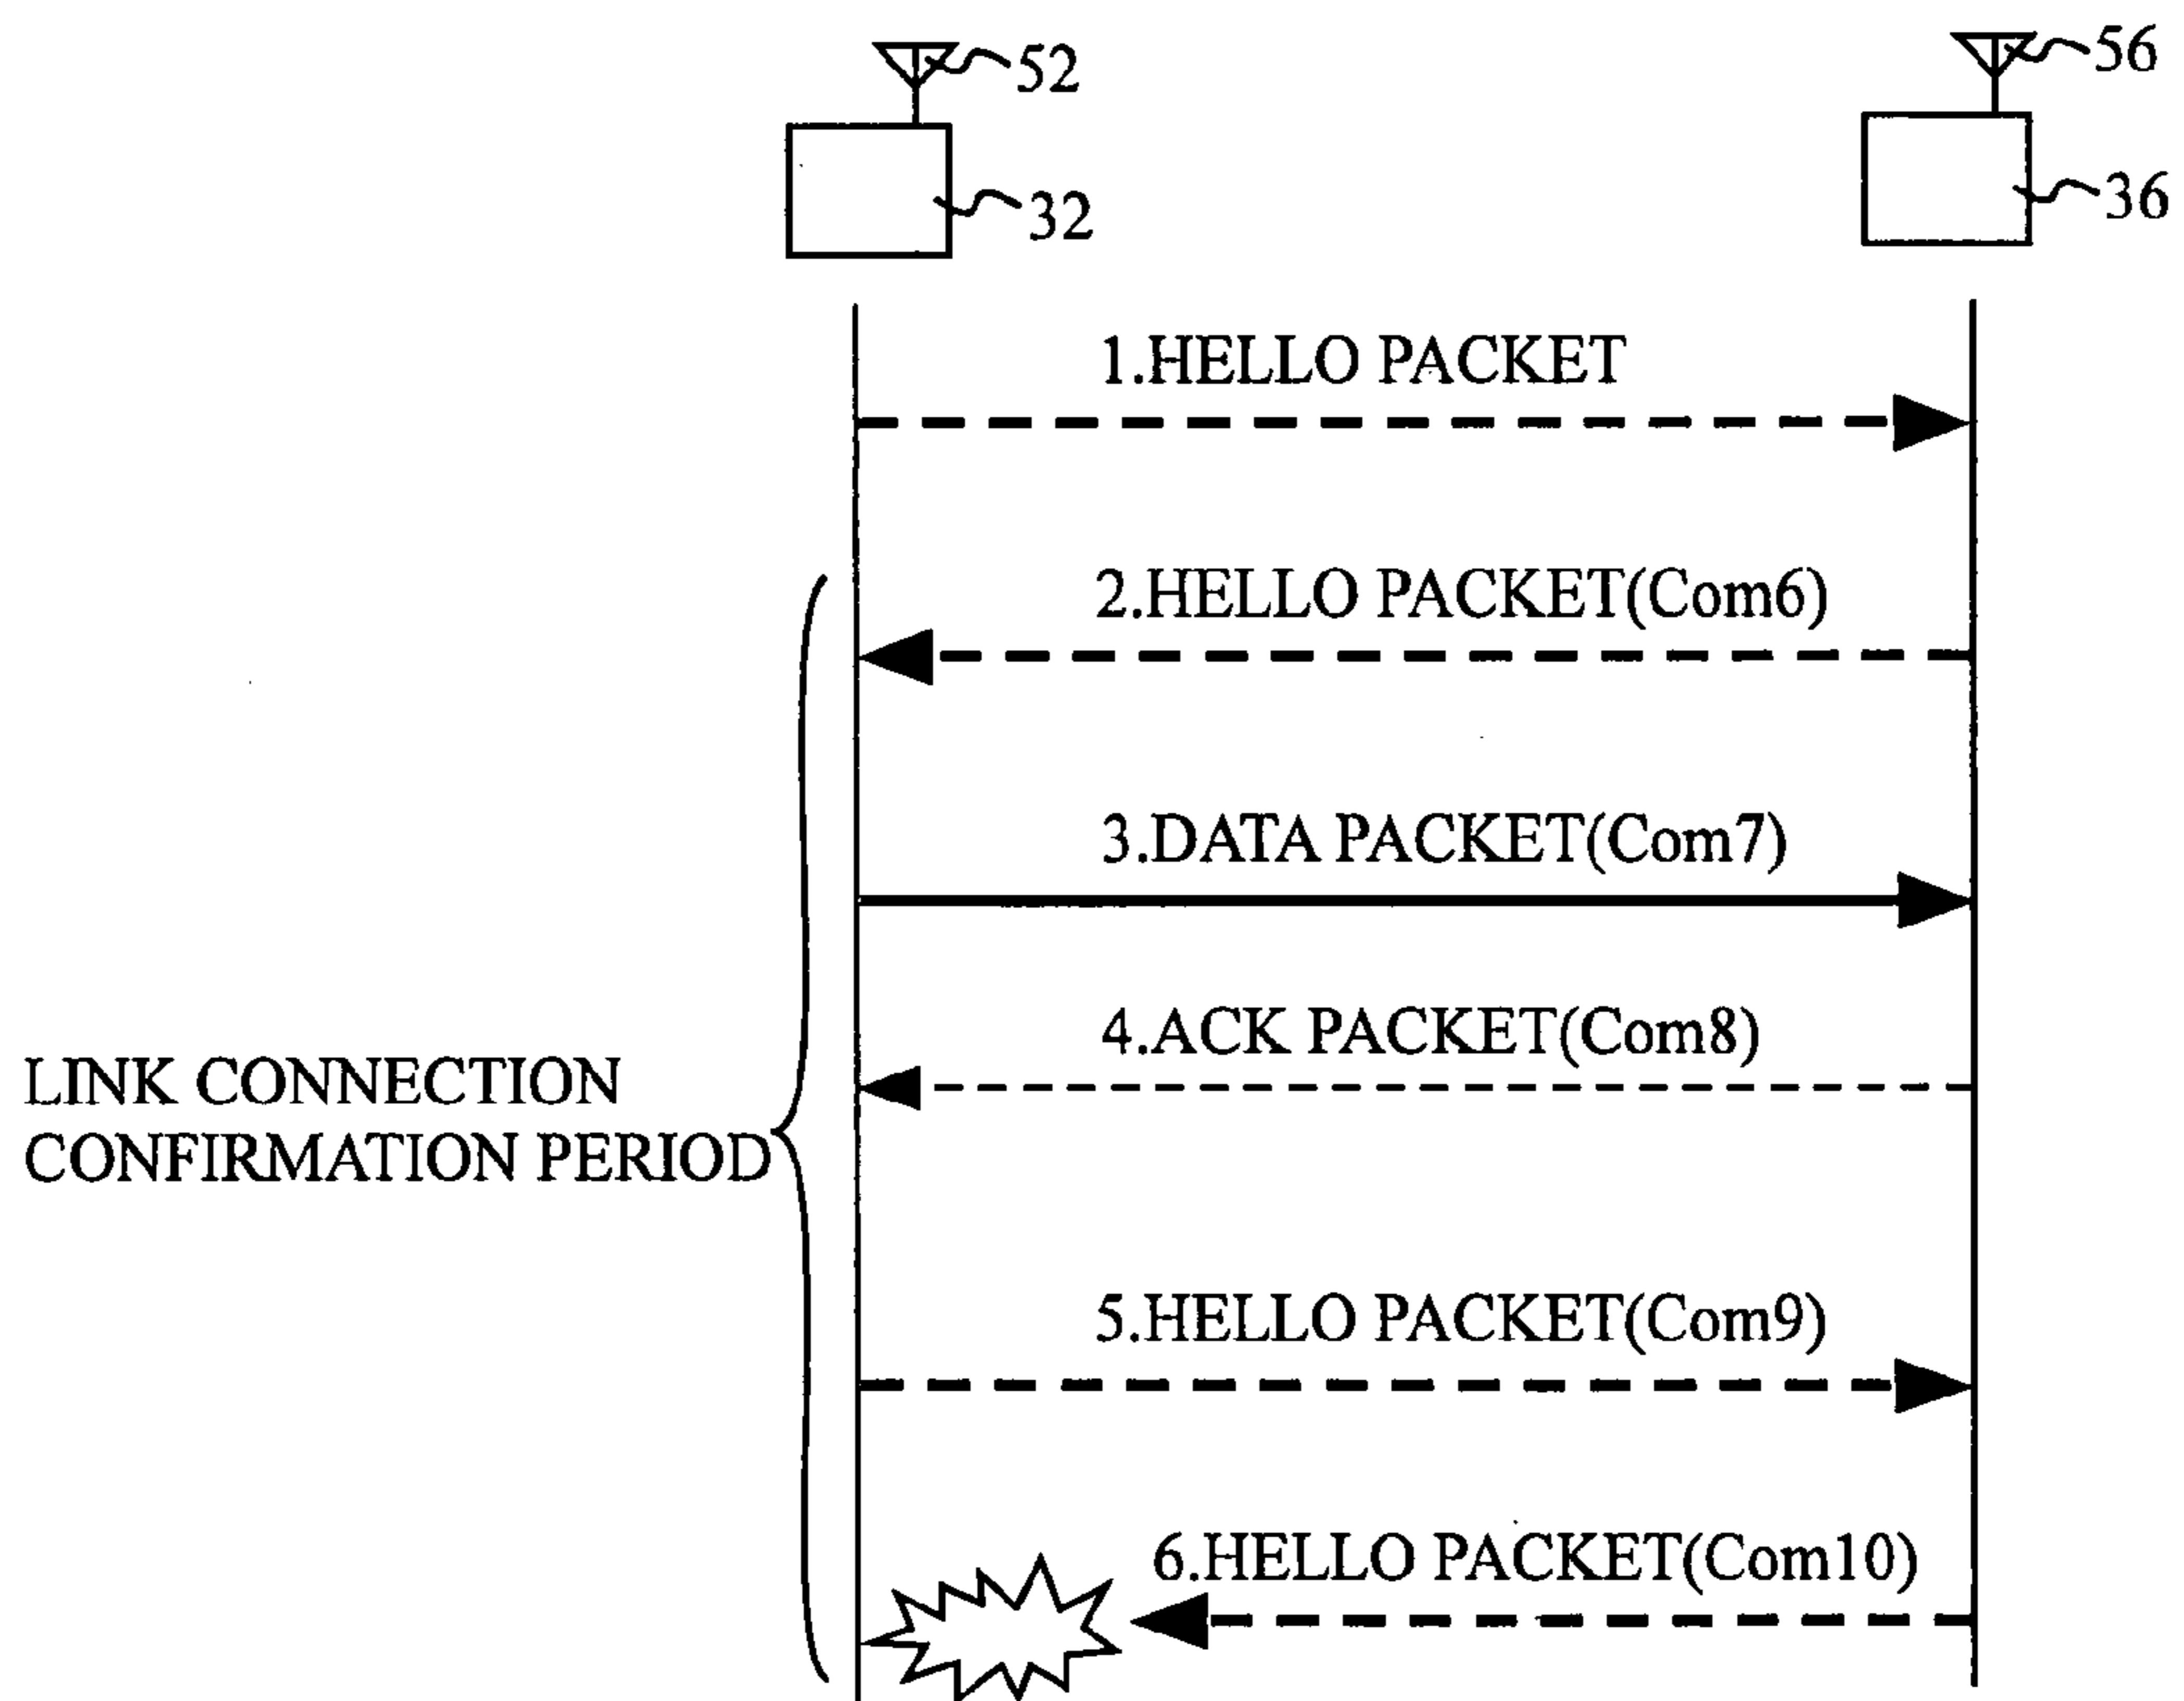 52
56
32
36
1.HELLO PACKET
2.HELLO PACKET(Com6)
3.DATA PACKET(Com7)
4.ACK PACKET(Com8)
LINK CONNECTION
CONFIRMATION PERIOD
5.HELLO PACKET(Com9)
6.HELLO PACKET(Com10)